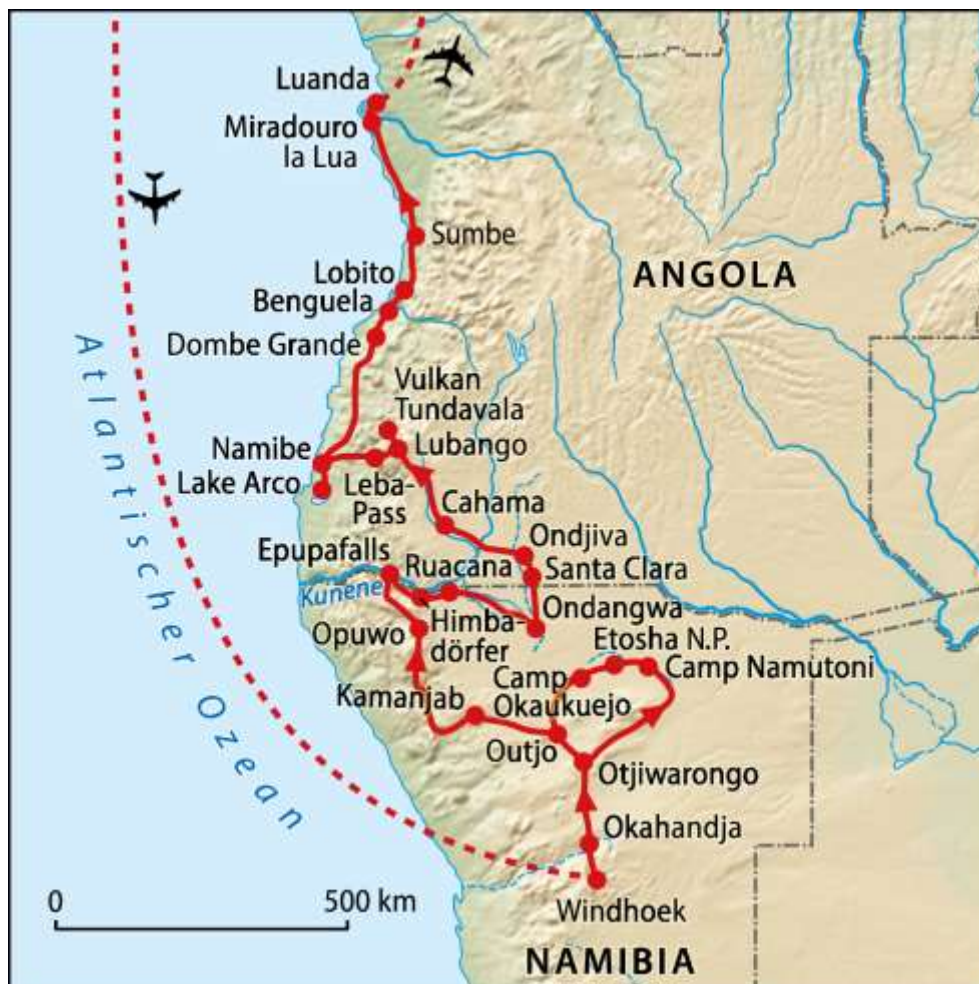 Luanda
Miradouro
la Lua
Sumbe
Lobito
ANGOLA
Benguela
Dombe Grande
Atlantischer Ozean
Vulkan
Tundavala
Namibe
Lubango
Lake Arco
Leba-
Pass
Cahama
Ondjiva
Epupafalls
Ruacana
Santa Clara
Kunene
Ondangwa
Opuwo
Himba-
dörfer
Etosha N.P.
Camp
Okaukuejo
Camp Namutoni
Kamanjab
Outjo
Otjiwarongo
Okahandja
0 500 km
Windhoek
NAMIBIA